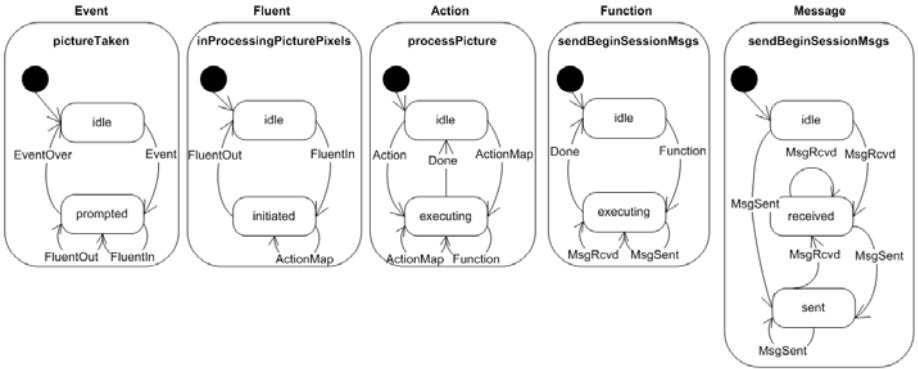 Event
pictureTaken
idle
EventOver
Event
prompted
FluentOut
FluentIn
Fluent
inProcessingPicturePixels
idle
FluentOut
FluentIn
initiated
ActionMap
Action
processPicture
idle
Action
Done
ActionMap
executing
ActionMap
Function
Function
sendBeginSessionMsgs
idle
Done
Function
executing
MsgRcvd
MsgSent
Message
sendBeginSessionMsgs
idle
MsgRcvd
MsgRcvd
MsgSent
received
MsgRcvd
MsgSent
sent
MsgSent